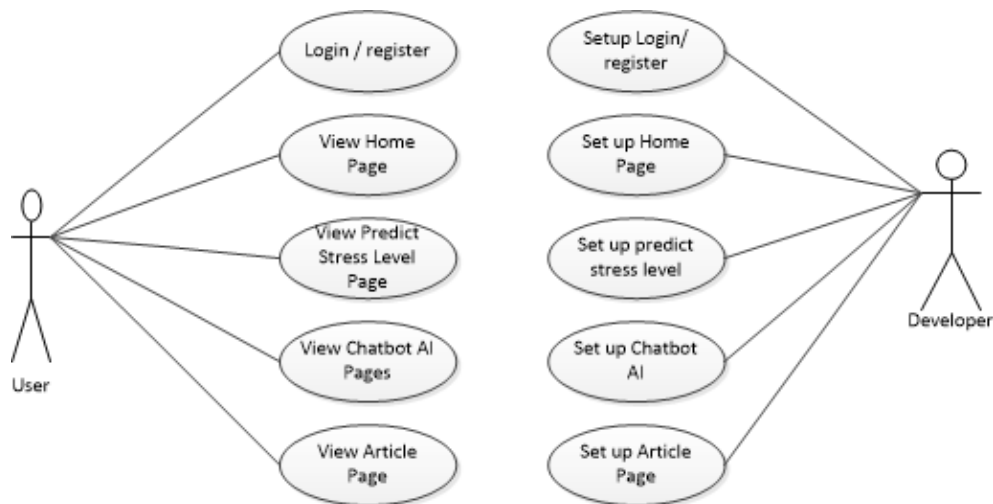 Login / register
Setup Login/
register
View Home
Page
Set up Home
Page
View Predict
Stress Level
Page
Set up predict
stress level
View Chatbot AI
Pages
Set up Chatbot
AI
View Article
Page
Set up Article
Page
User
Developer